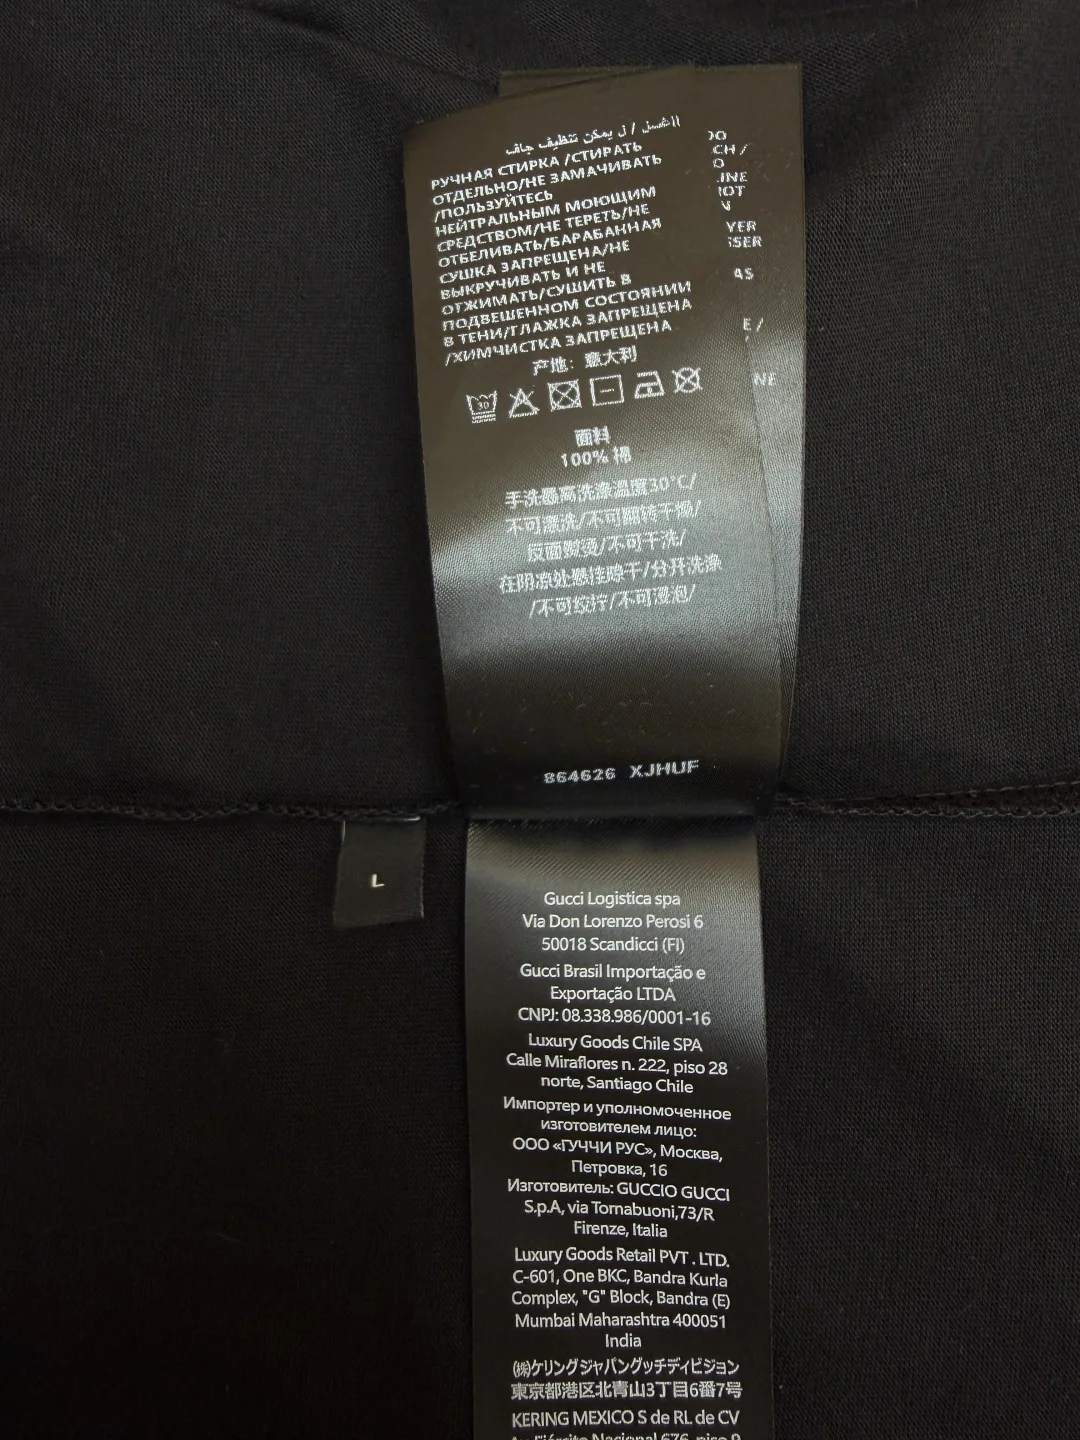 РУЧНАЯ СТИРКА /СТИРАТЬ
ОТДЕЛЬНО/НЕ ЗАМАЧИВАТЬ
/ПОЛЬЗУЙТЕСЬ
НЕЙТРАЛЬНЫМ МОЮЩИМ
СРЕДСТВОМ/НЕ ТЕРЕТЬ/НЕ
ОТБЕЛИВАТЬ/БАРАБАННАЯ
СУШКА ЗАПРЕЩЕНА/НЕ
ВЫКРУЧИВАТЬ И НЕ
ОТЖИМАТЬ/СУШИТЬ В
ПОДВЕШЕННОМ СОСТОЯНИИ
В ТЕНИ/ГЛАЖКА ЗАПРЕЩЕНА
/ХИМЧИСТКА ЗАПРЕЩЕНА
产地：意大利
30
面料
100% 棉
手洗最高洗涤温度30°C/
不可漂洗/不可翻转干燥/
反面熨烫/不可干洗/
在阴凉处悬挂晾干/分开洗涤
/不可绞拧/不可浸泡/
864626 XJHUF
L
Gucci Logistica spa
Via Don Lorenzo Perosi 6
50018 Scandicci (FI)
Gucci Brasil Importação e
Exportação LTDA
CNPJ: 08.338.986/0001-16
Luxury Goods Chile SPA
Calle Miraflores n. 222, piso 28
norte, Santiago Chile
Импортер и уполномоченное
изготовителем лицо:
ООО «ГУЧЧИ РУС», Москва,
Петровка, 16
Изготовитель: GUCCIO GUCCI
S.p.A, via Tornabuoni,73/R
Firenze, Italia
Luxury Goods Retail PVT . LTD.
C-601, One BKC, Bandra Kurla
Complex, "G" Block, Bandra (E)
Mumbai Maharashtra 400051
India
㈱ケリングジャパングッチディビジョン
東京都港区北青山3丁目6番7号
KERING MEXICO S de RL de CV